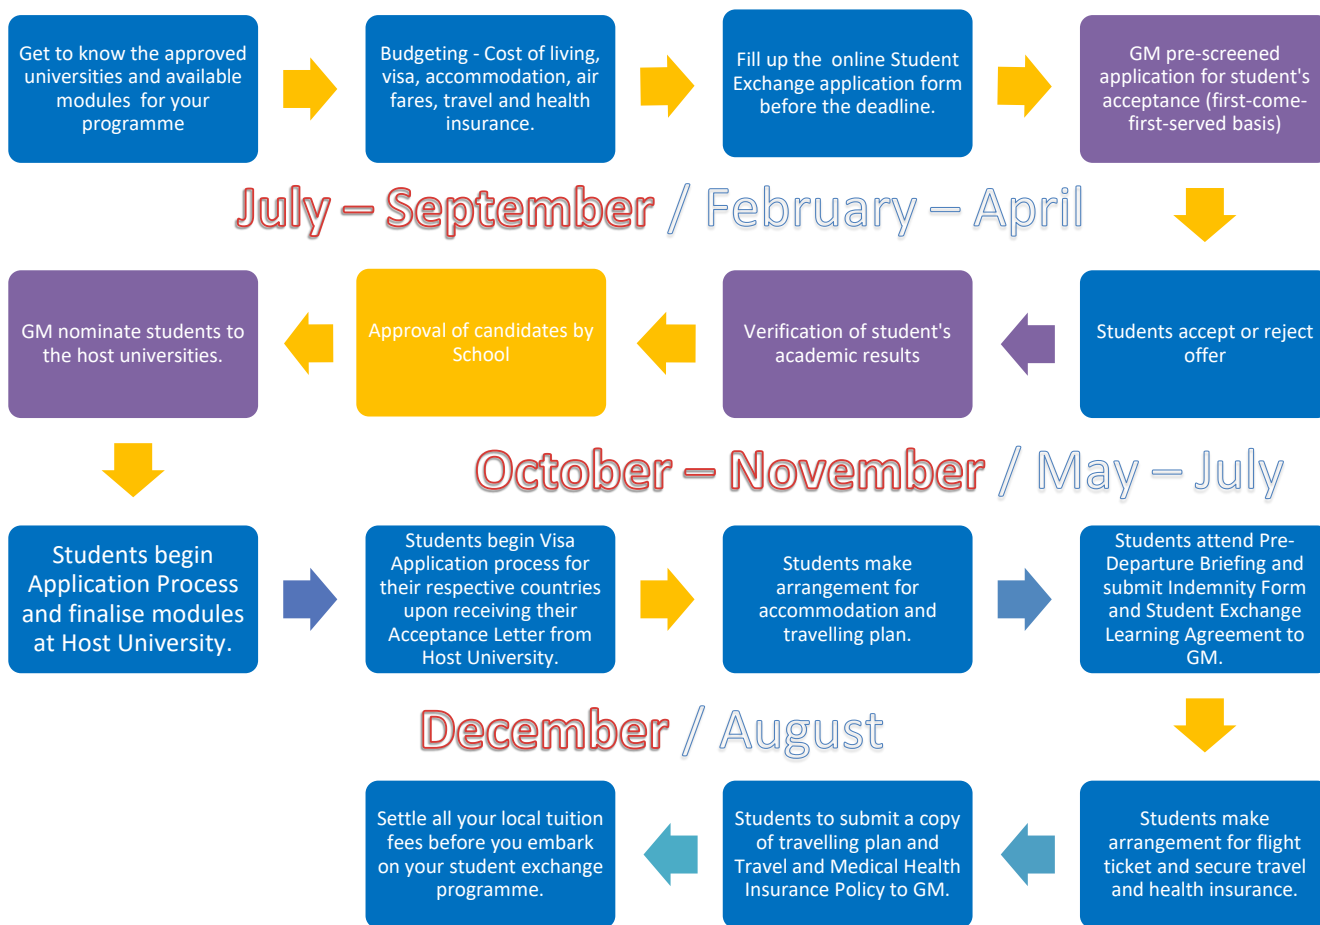 Get to know the approved
universities and available
modules for your
programme
Budgeting - Cost of living,
visa, accommodation, air
fares, travel and health
insurance.
Fill up the online Student
Exchange application form
before the deadline.
GM pre-screened
application for student's
acceptance (first-come-
first-served basis)
July – September / February – April
GM nominate students to
the host universities.
Approval of candidates by
School
Verification of student's
academic results
Students accept or reject
offer
October – November / May – July
Students begin
Application Process
and finalise modules
at Host University.
Students begin Visa
Application process for
their respective countries
upon receiving their
Acceptance Letter from
Host University.
Students make
arrangement for
accommodation and
travelling plan.
Students attend Pre-
Departure Briefing and
submit Indemnity Form
and Student Exchange
Learning Agreement to
GM.
December / August
Settle all your local tuition
fees before you embark
on your student exchange
programme.
Students to submit a copy
of travelling plan and
Travel and Medical Health
Insurance Policy to GM.
Students make
arrangement for flight
ticket and secure travel
and health insurance.